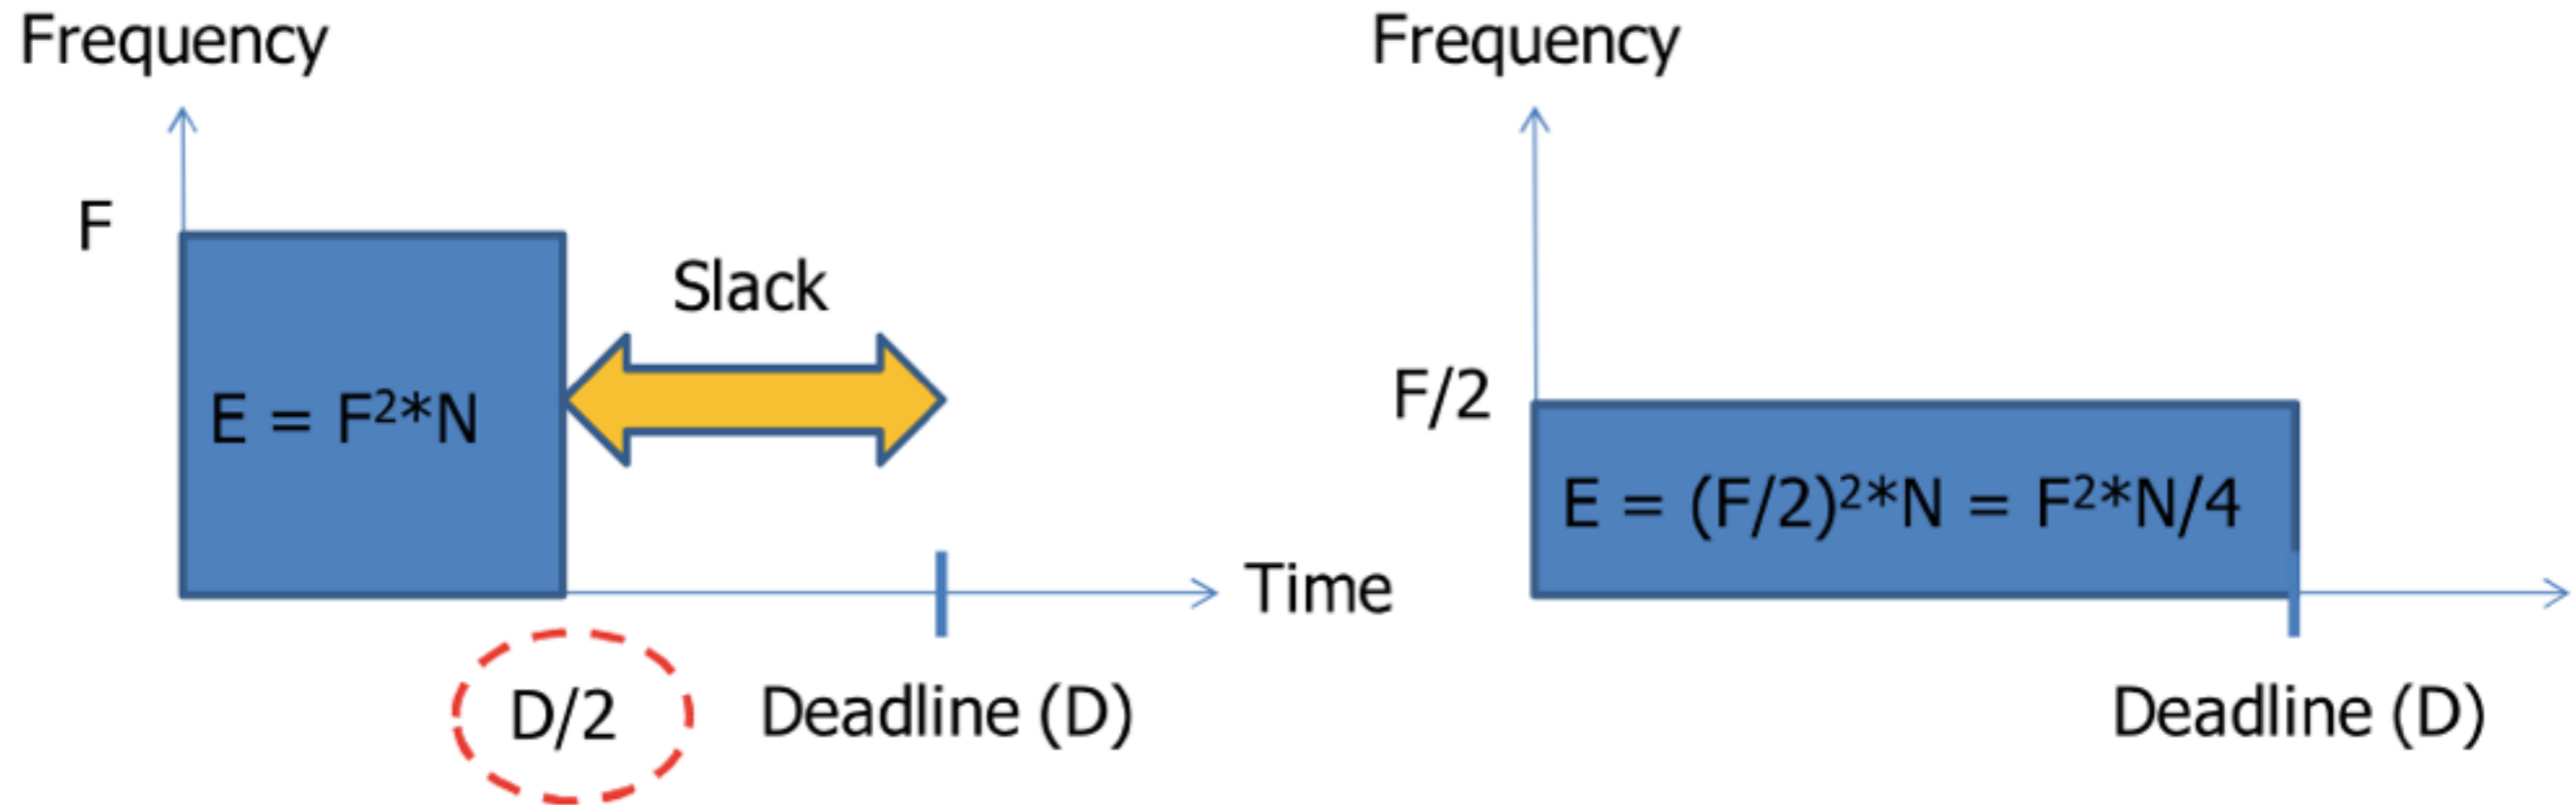 Frequency
F
Slack
E = F²*N
Time
D/2
Deadline (D)
Frequency
F/2
E = (F/2)²*N = F²*N/4
Deadline (D)